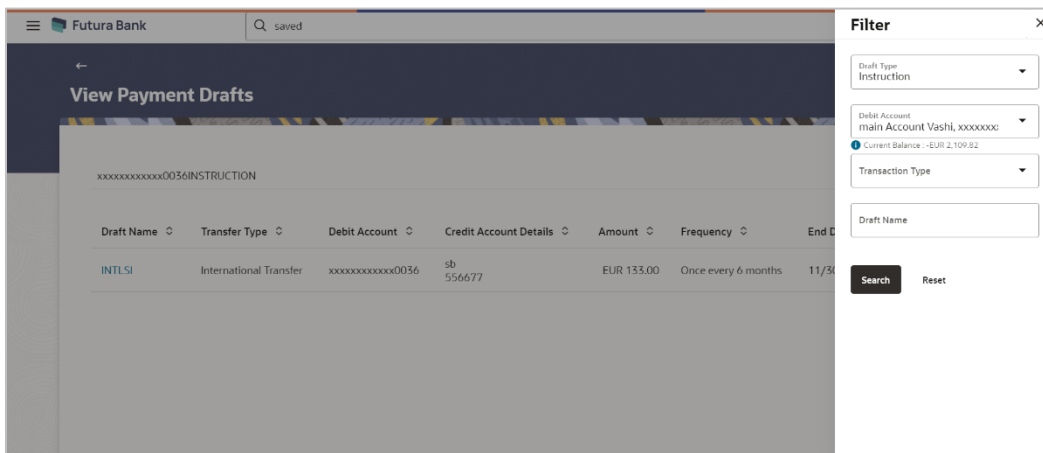 Futura Bank
saved
Filter
Draft Type
Instruction
View Payment Drafts
Debit Account
main Account Vashi, xxxxxxx
Current Balance : -EUR 2,109.82
xxxxxxxxxxxx0036INSTRUCTION
Transaction Type
Draft Name
Draft Name Transfer Type Debit Account Credit Account Details Amount Frequency End D
INTLSI International Transfer xxxxxxxxxxxx0036 sb EUR 133.00 Once every 6 months 11/30
556677
Search Reset